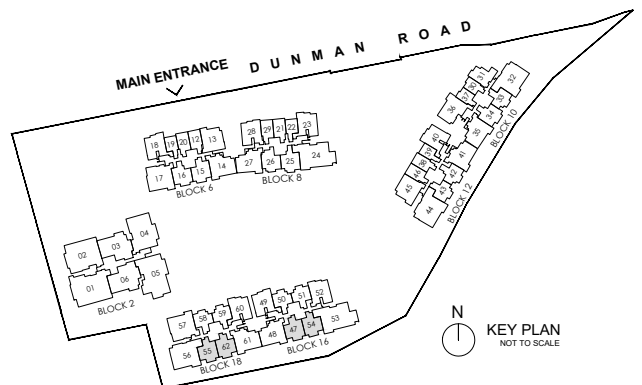 DUNMAN ROAD
MAIN ENTRANCE
18 19 20 12 13
17 16 15 14
BLOCK 6
28 29 21 22 23
27 26 25 24
BLOCK 8
31 30 37 36
32 33 34 35
BLOCK 10
40 39 38 46 45
41 42 43 44
BLOCK 12
02 03 04
01 06 05
BLOCK 2
57 58 59 60
56 55 62 61
BLOCK 18
49 50 51 52
48 47 54 53
BLOCK 16
N
KEY PLAN
NOT TO SCALE